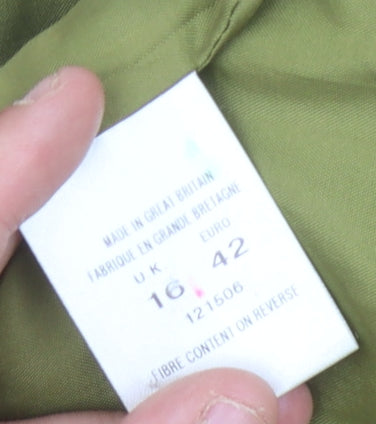 MADE IN GREAT BRITAIN
FABRIQUE EN GRANDE BRETAGNE
UK EURO
16 42
121506
FIBRE CONTENT ON REVERSE